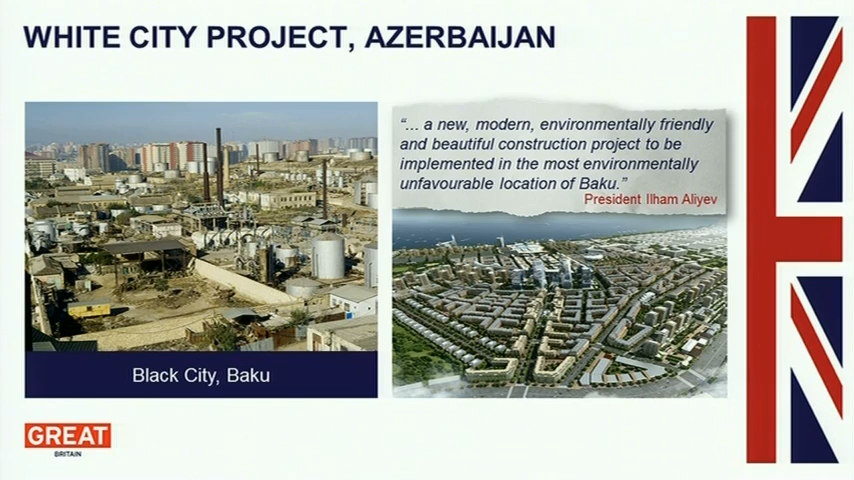 WHITE CITY PROJECT, AZERBAIJAN
“... a new, modern, environmentally friendly
and beautiful construction project to be
implemented in the most environmentally
unfavourable location of Baku.”
President Ilham Aliyev
Black City, Baku
GREAT
BRITAIN